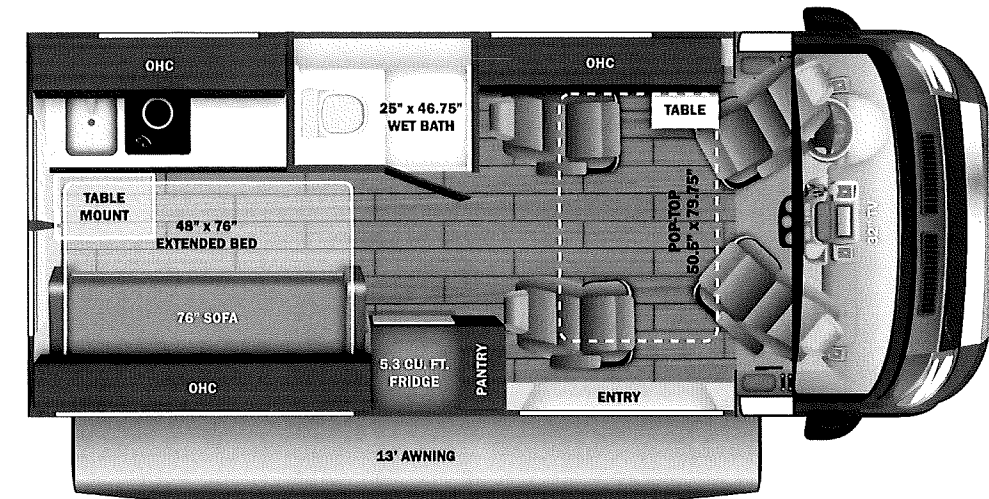 OHC
OHC
25" x 46.75"
WET BATH
TABLE
TABLE
MOUNT
48" x 76"
EXTENDED BED
POP-TOP
50.5" x 79.75"
76" SOFA
5.3 CU. FT.
FRIDGE
PANTRY
OHC
ENTRY
13' AWNING